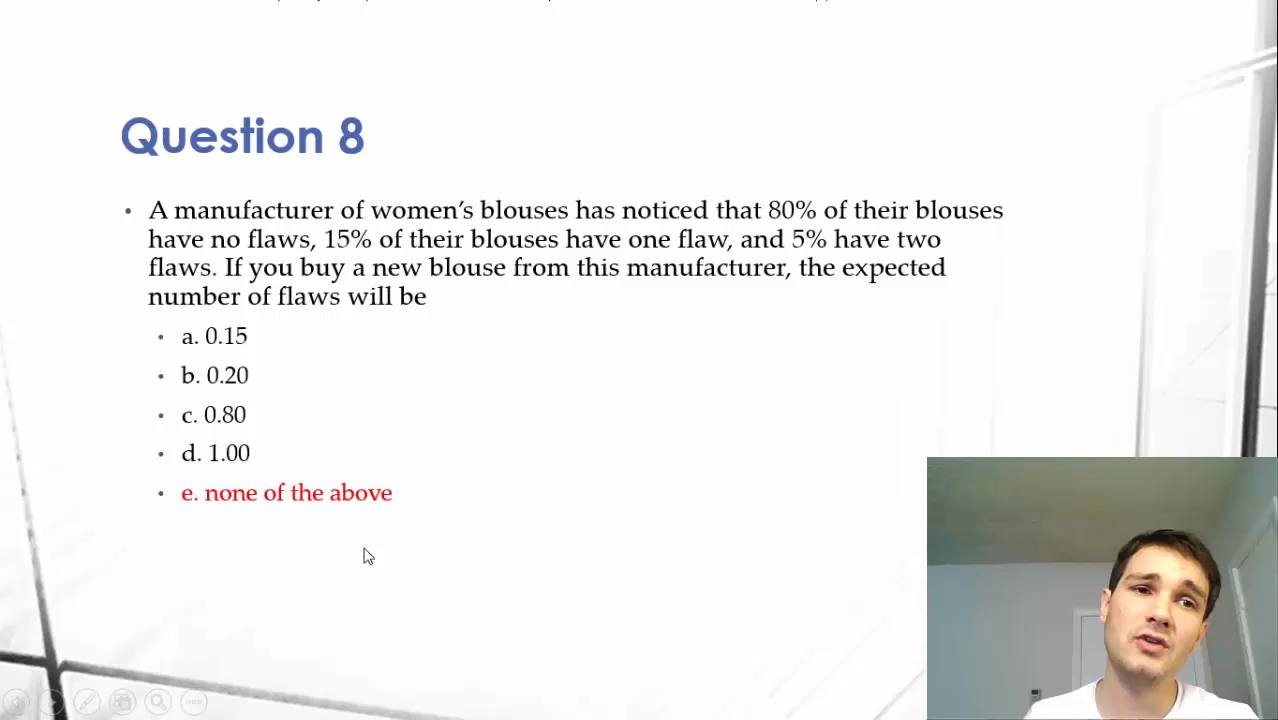 Question 8
• A manufacturer of women’s blouses has noticed that 80% of their blouses
have no flaws, 15% of their blouses have one flaw, and 5% have two
flaws. If you buy a new blouse from this manufacturer, the expected
number of flaws will be
• a. 0.15
• b. 0.20
• c. 0.80
• d. 1.00
• e. none of the above